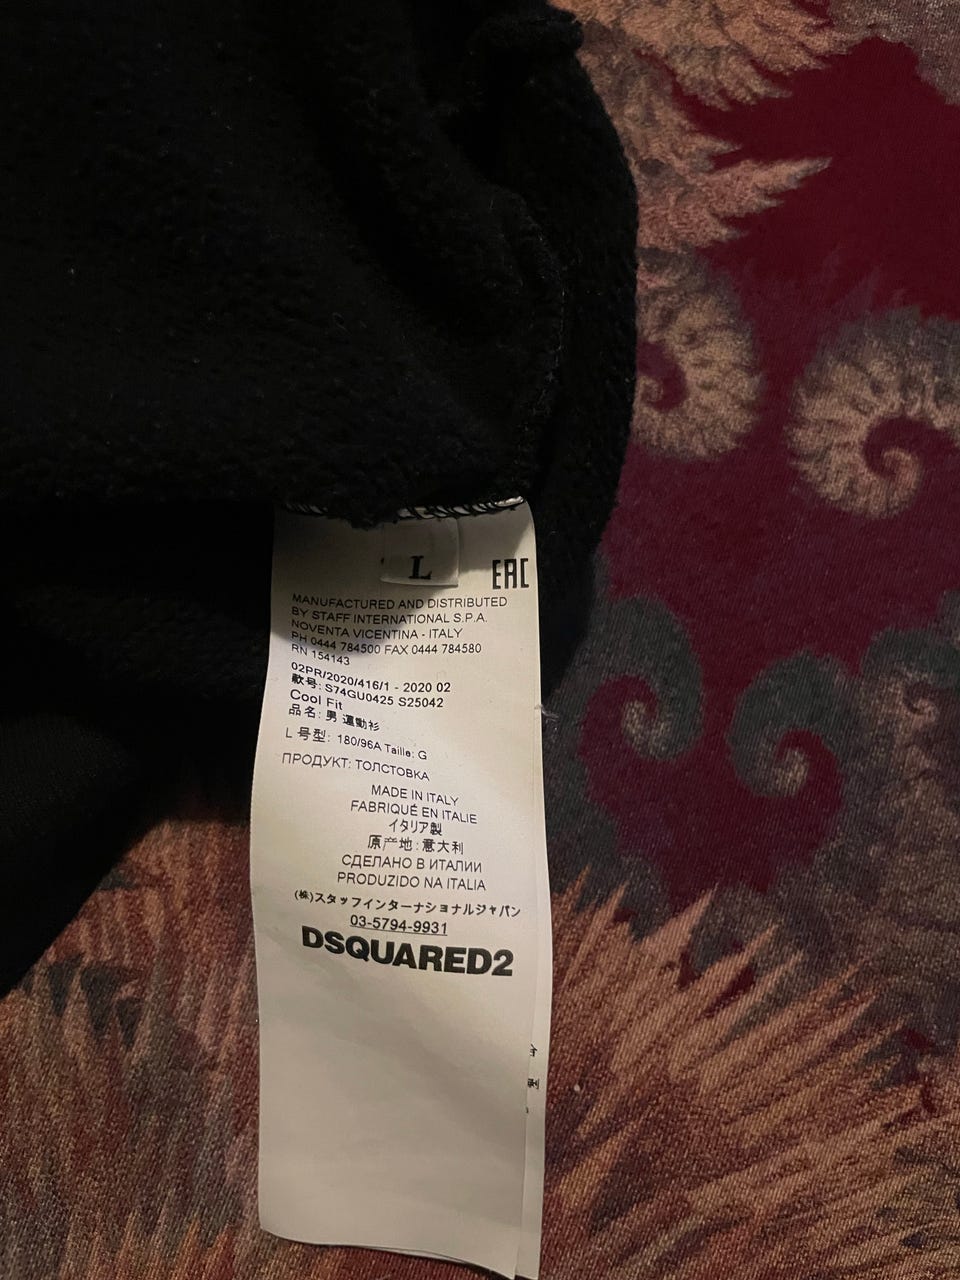 L
EAC
MANUFACTURED AND DISTRIBUTED
BY STAFF INTERNATIONAL S.P.A.
NOVENTA VICENTINA - ITALY
PH 0444 784500 FAX 0444 784580
RN 154143
02PR/2020/416/1 - 2020 02
款号: S74GU0425 S25042
Cool Fit
品名: 男 運動衫
L 号型: 180/96A Taille: G
ПРОДУКТ: ТОЛСТОВКА
MADE IN ITALY
FABRIQUÉ EN ITALIE
イタリア製
原产地: 意大利
СДЕЛАНО В ИТАЛИИ
PRODUZIDO NA ITALIA
(株)スタッフインターナショナルジャパン
03-5794-9931
DSQUARED2